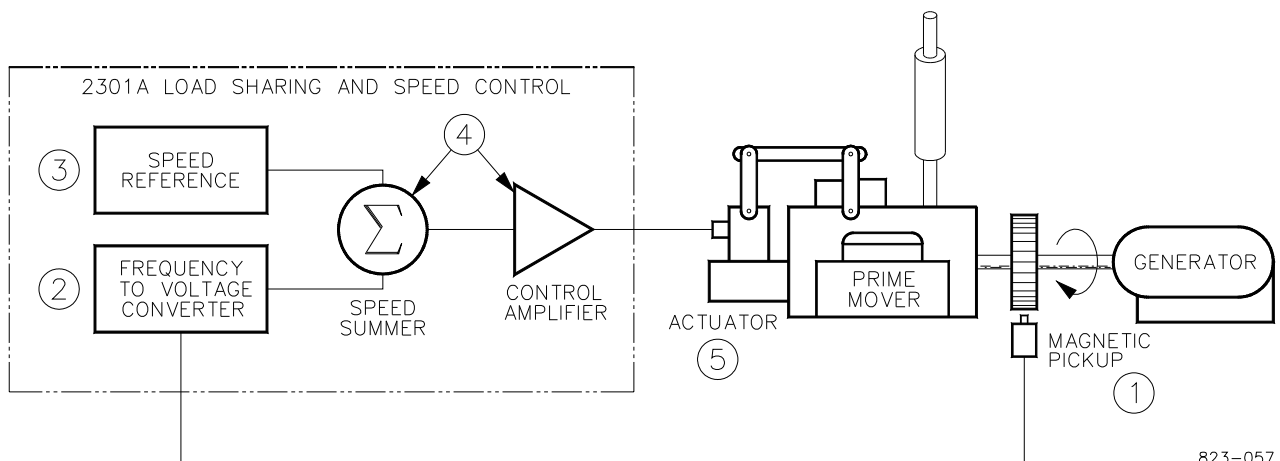 2301A LOAD SHARING AND SPEED CONTROL
3
SPEED
REFERENCE
4
Σ
2
FREQUENCY
TO VOLTAGE
CONVERTER
SPEED
SUMMER
CONTROL
AMPLIFIER
ACTUATOR
5
PRIME
MOVER
GENERATOR
MAGNETIC
PICKUP
1
823-057